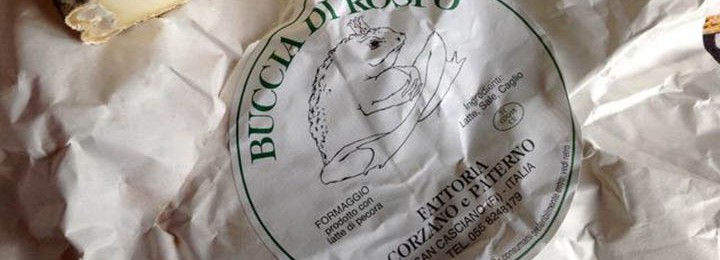 BUCCIA DI ROSPO
Ingredienti:
Latte, Sale, Caglio
FORMAGGIO
prodotto con
latte di pecora
FATTORIA
CORZANO e PATERNO
SAN CASCIANO (FI) - ITALIA
TEL 055 8248179